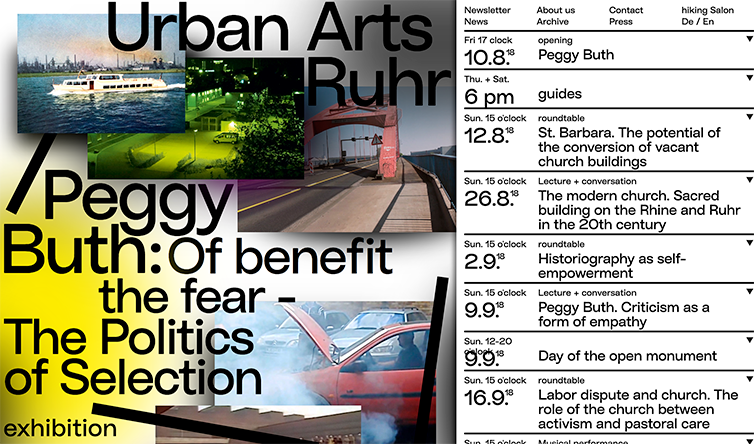 Urban Arts
Ruhr
/Peggy
Buth: Of benefit
the fear –
The Politics
of Selection
exhibition
Newsletter
News
About us
Archive
Contact
Press
hiking Salon
De / En
Fri 17 clock
10.8.18
opening
Peggy Buth
Thu. + Sat.
6 pm
guides
Sun. 15 o'clock
12.8.18
roundtable
St. Barbara. The potential of
the conversion of vacant
church buildings
Sun. 15 o'clock
26.8.18
Lecture + conversation
The modern church. Sacred
building on the Rhine and Ruhr
in the 20th century
Sun. 15 o'clock
2.9.18
roundtable
Historiography as self-
empowerment
Sun. 15 o'clock
9.9.18
Lecture + conversation
Peggy Buth. Criticism as a
form of empathy
Sun. 12-20
o'clock
9.9.18
Day of the open monument
Sun. 15 o'clock
16.9.18
roundtable
Labor dispute and church. The
role of the church between
activism and pastoral care
Sun. 15 o'clock
Musical performance